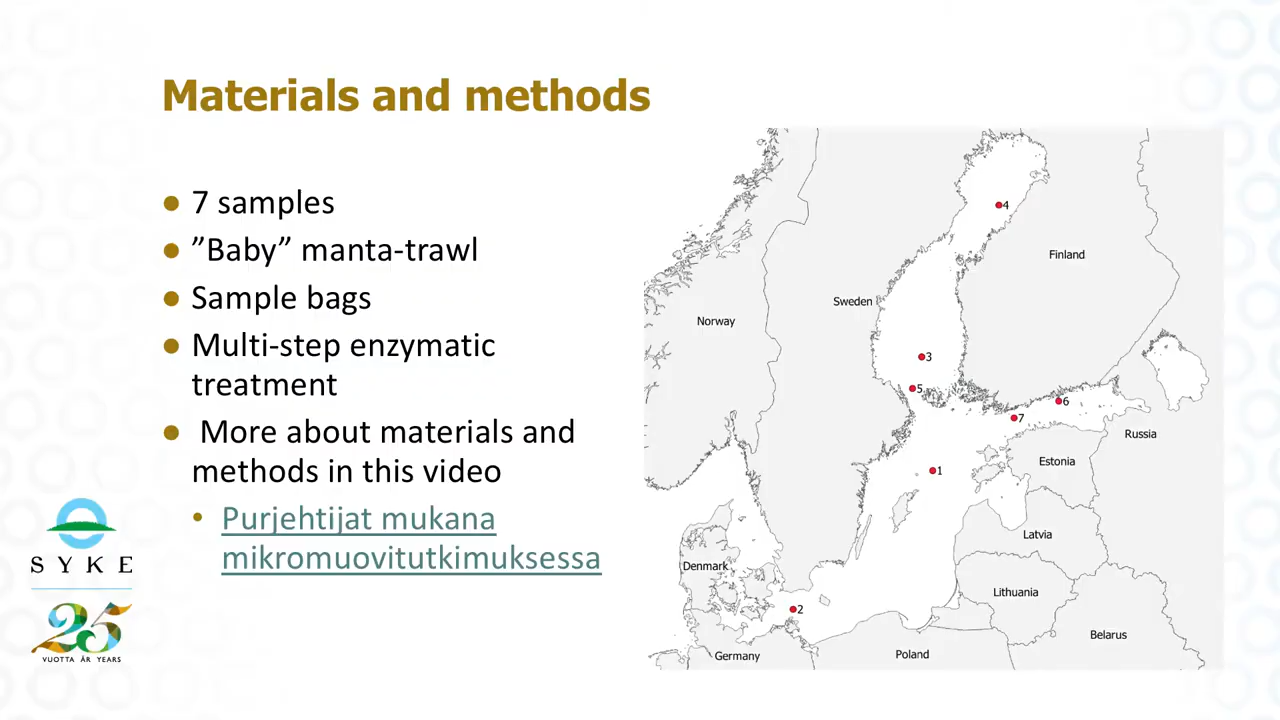 Materials and methods
● 7 samples
● ”Baby” manta-trawl
● Sample bags
● Multi-step enzymatic
treatment
● More about materials and
methods in this video
• Purjehtijat mukana
mikromuovitutkimuksessa
SYKE
25
VUOTTA ÅR YEARS
4
Finland
Sweden
Norway
3
5
6
7
Russia
Estonia
1
Latvia
Denmark
Lithuania
2
Belarus
Germany
Poland